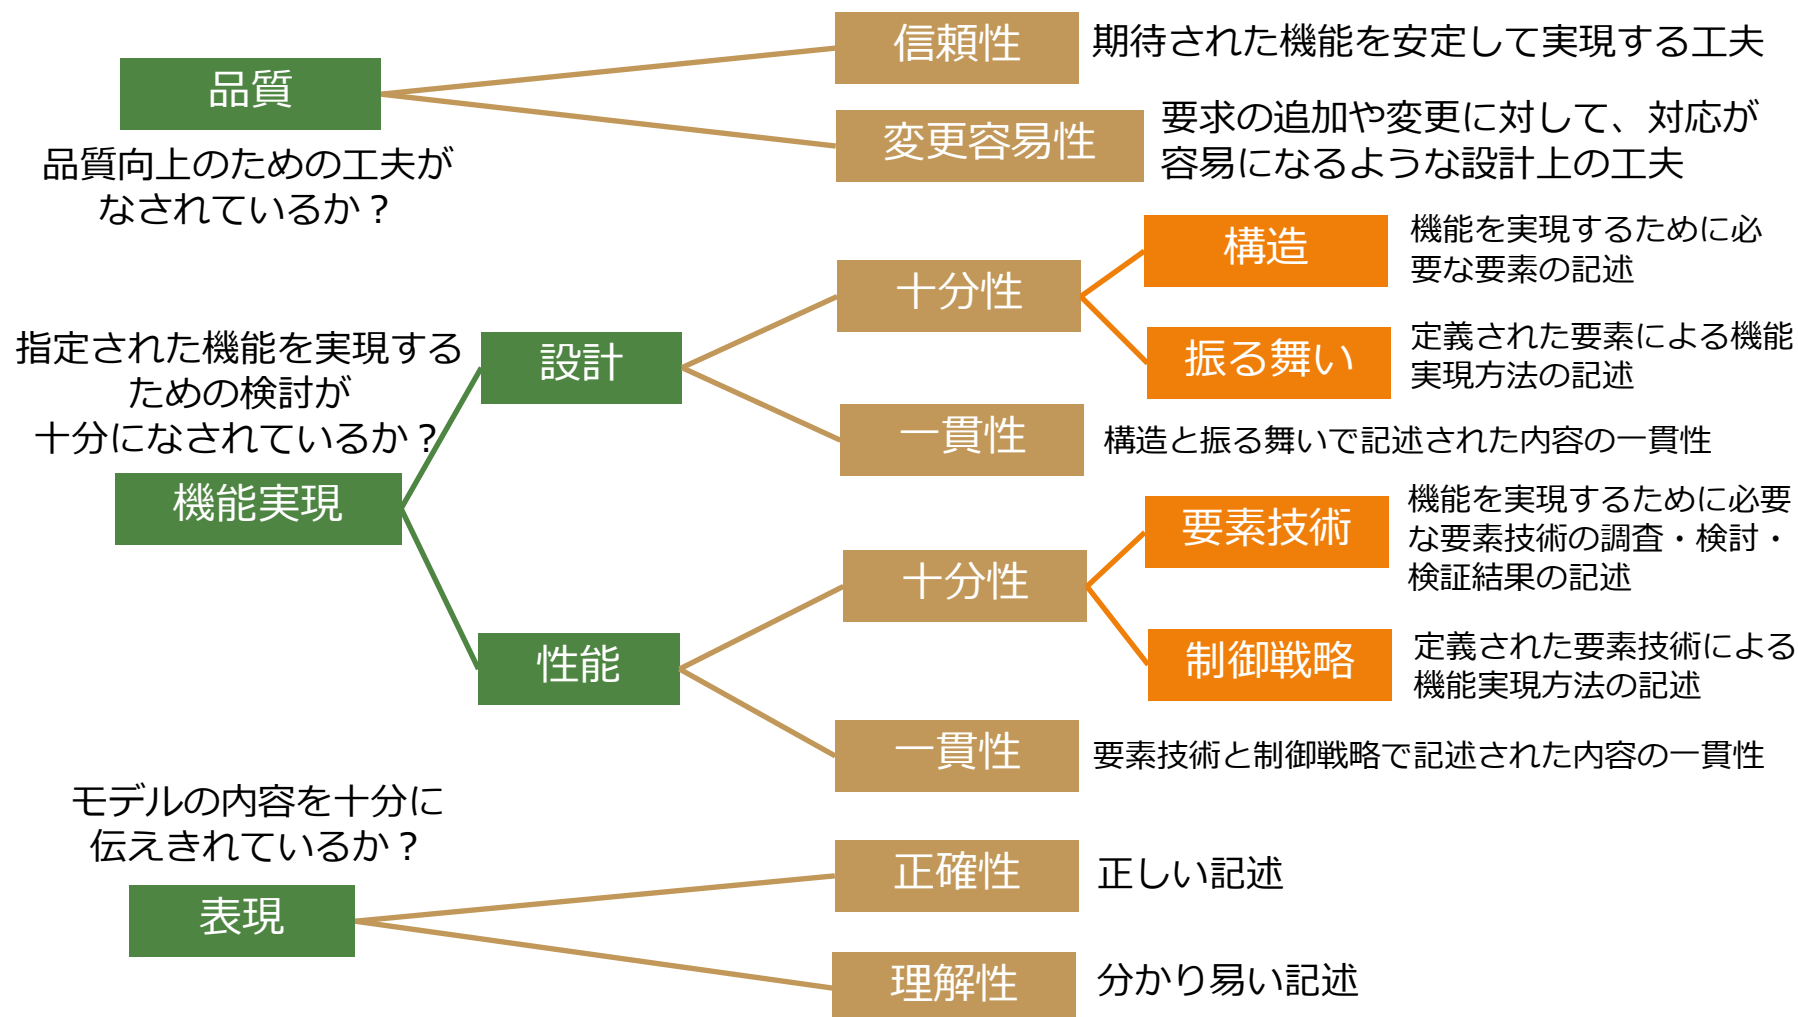 品質
品質向上のための工夫が
なされているか？
信頼性
期待された機能を安定して実現する工夫
変更容易性
要求の追加や変更に対して、対応が
容易になるような設計上の工夫
指定された機能を実現する
ための検討が
十分になされているか？
機能実現
設計
十分性
構造
機能を実現するために必
要な要素の記述
振る舞い
定義された要素による機能
実現方法の記述
一貫性
構造と振る舞いで記述された内容の一貫性
性能
十分性
要素技術
機能を実現するために必要
な要素技術の調査・検討・
検証結果の記述
制御戦略
定義された要素技術による
機能実現方法の記述
一貫性
要素技術と制御戦略で記述された内容の一貫性
モデルの内容を十分に
伝えきれているか？
表現
正確性
正しい記述
理解性
分かり易い記述